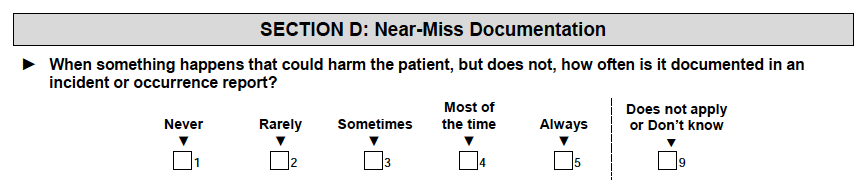 SECTION D: Near-Miss Documentation
► When something happens that could harm the patient, but does not, how often is it documented in an
incident or occurrence report?
Never Rarely Sometimes Most of the time Always Does not apply or Don’t know
▼ ▼ ▼ ▼ ▼ ▼
□1 □2 □3 □4 □5 □9